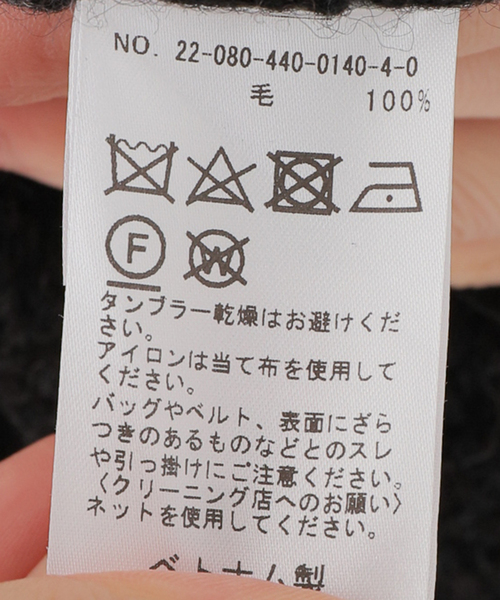 NO. 22-080-440-0140-4-0
毛 100%
F W
タンブラー乾燥はお避けくだ
さい。
アイロンは当て布を使用して
ください。
バッグやベルト、表面にざら
つきのあるものなどとのスレ
や引っ掛けにご注意ください。
〈クリーニング店へのお願い〉
ネットを使用してください。
ベトナム製